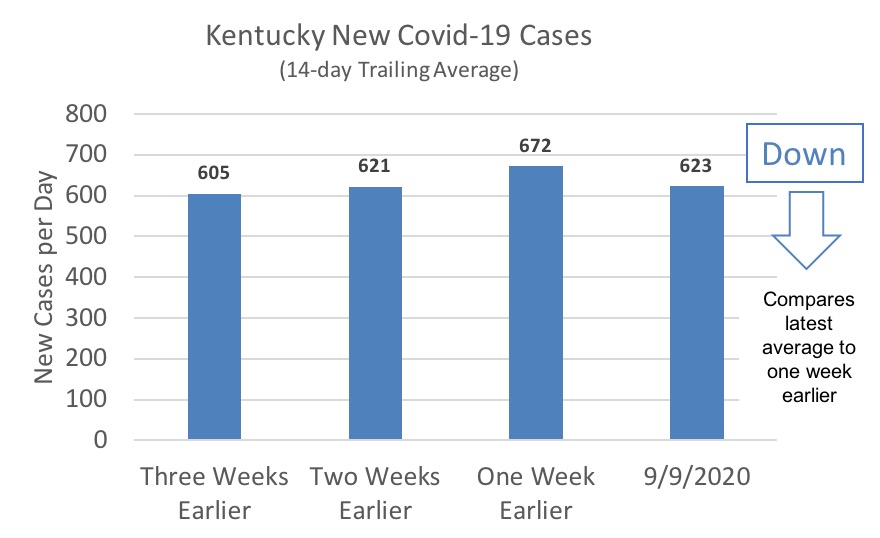 Kentucky New Covid-19 Cases
(14-day Trailing Average)
New Cases per Day
800
700
600
500
400
300
200
100
0
605
621
672
623
Three Weeks
Earlier
Two Weeks
Earlier
One Week
Earlier
9/9/2020
Down
Compares
latest
average to
one week
earlier